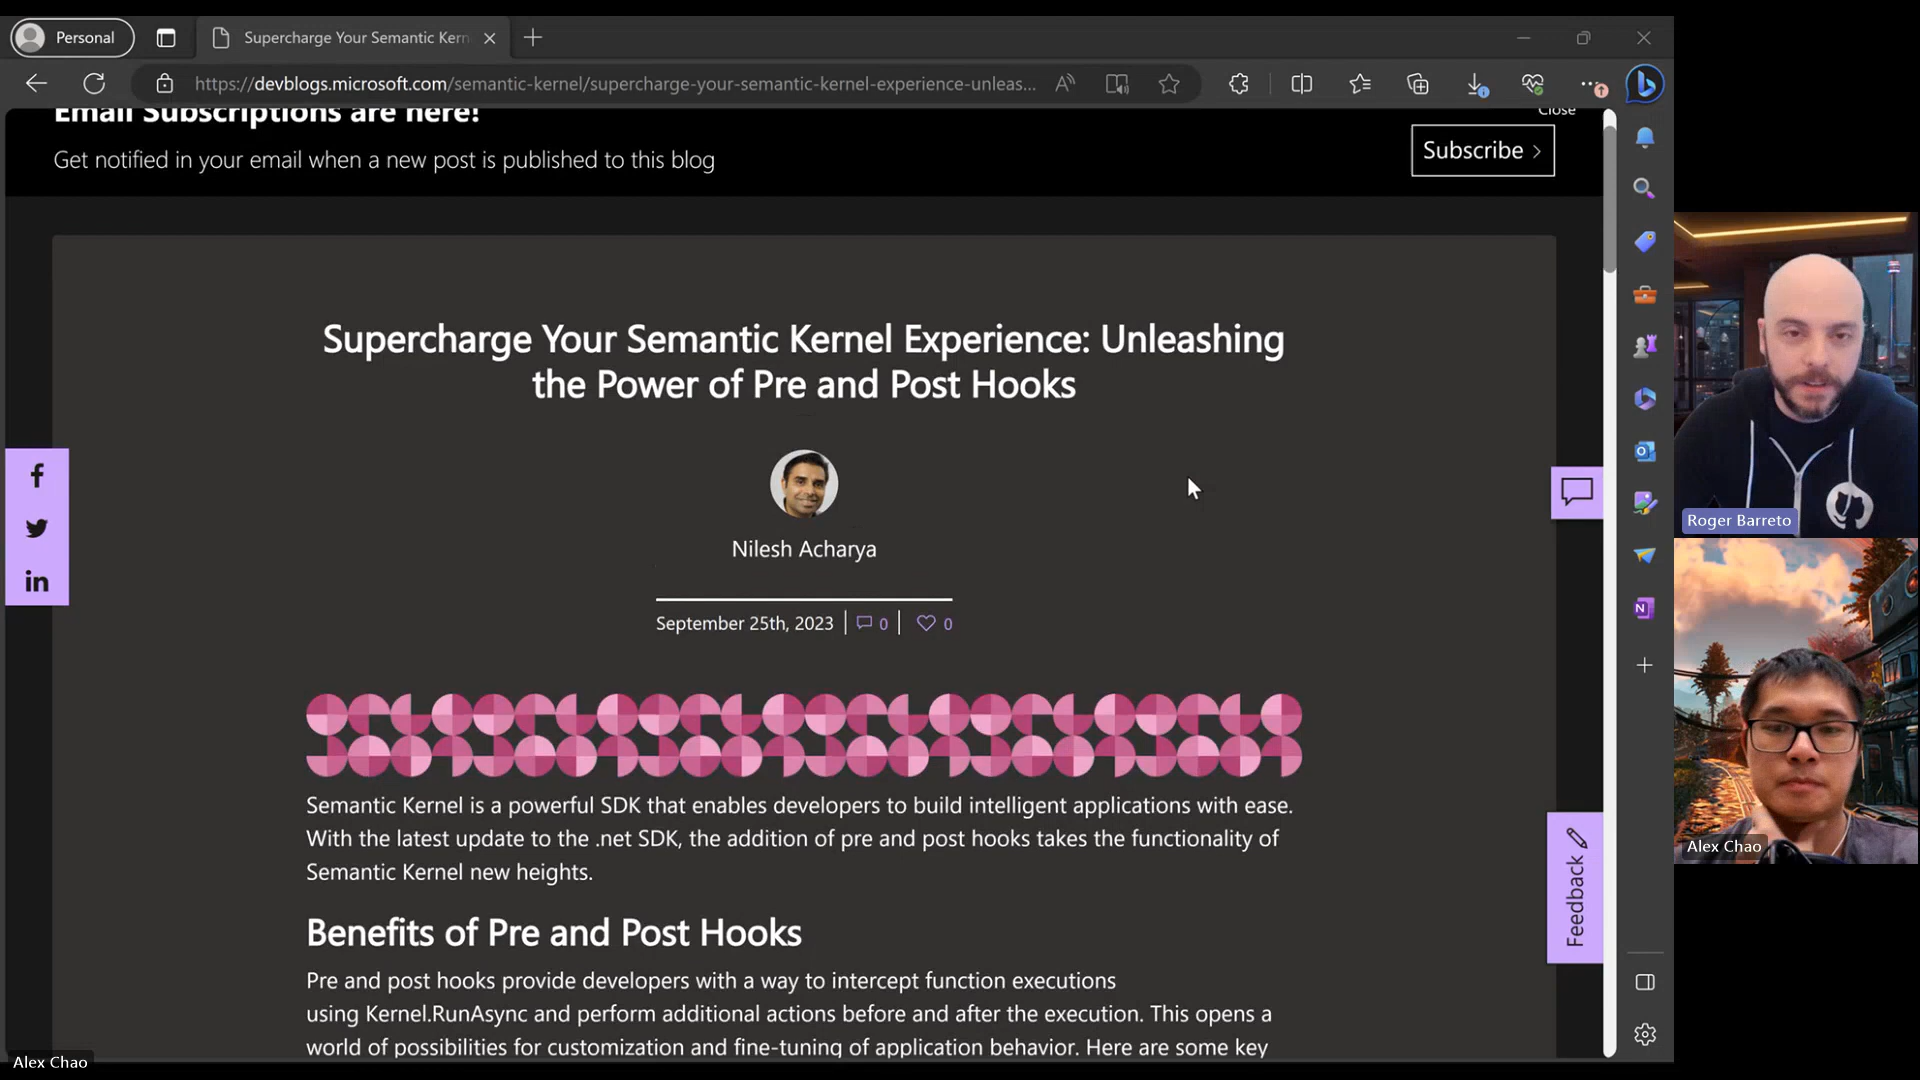 Personal
Supercharge Your Semantic Kern
https://devblogs.microsoft.com/semantic-kernel/supercharge-your-semantic-kernel-experience-unleas...
Email Subscriptions are here!
Close
Get notified in your email when a new post is published to this blog
Subscribe
Supercharge Your Semantic Kernel Experience: Unleashing
the Power of Pre and Post Hooks
Nilesh Acharya
September 25th, 2023
0
0
Semantic Kernel is a powerful SDK that enables developers to build intelligent applications with ease.
With the latest update to the .net SDK, the addition of pre and post hooks takes the functionality of
Semantic Kernel new heights.
Benefits of Pre and Post Hooks
Pre and post hooks provide developers with a way to intercept function executions
using Kernel.RunAsync and perform additional actions before and after the execution. This opens a
world of possibilities for customization and fine-tuning of application behavior. Here are some key
Feedback
Roger Barreto
Alex Chao
Alex Chao